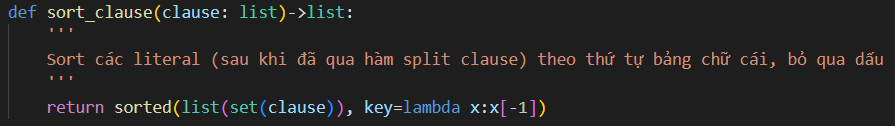 def sort_clause(clause: list)->list:
    '''
    Sort các literal (sau khi đã qua hàm split clause) theo thứ tự bảng chữ cái, bỏ qua dấu
    '''
    return sorted(list(set(clause)), key=lambda x:x[-1])